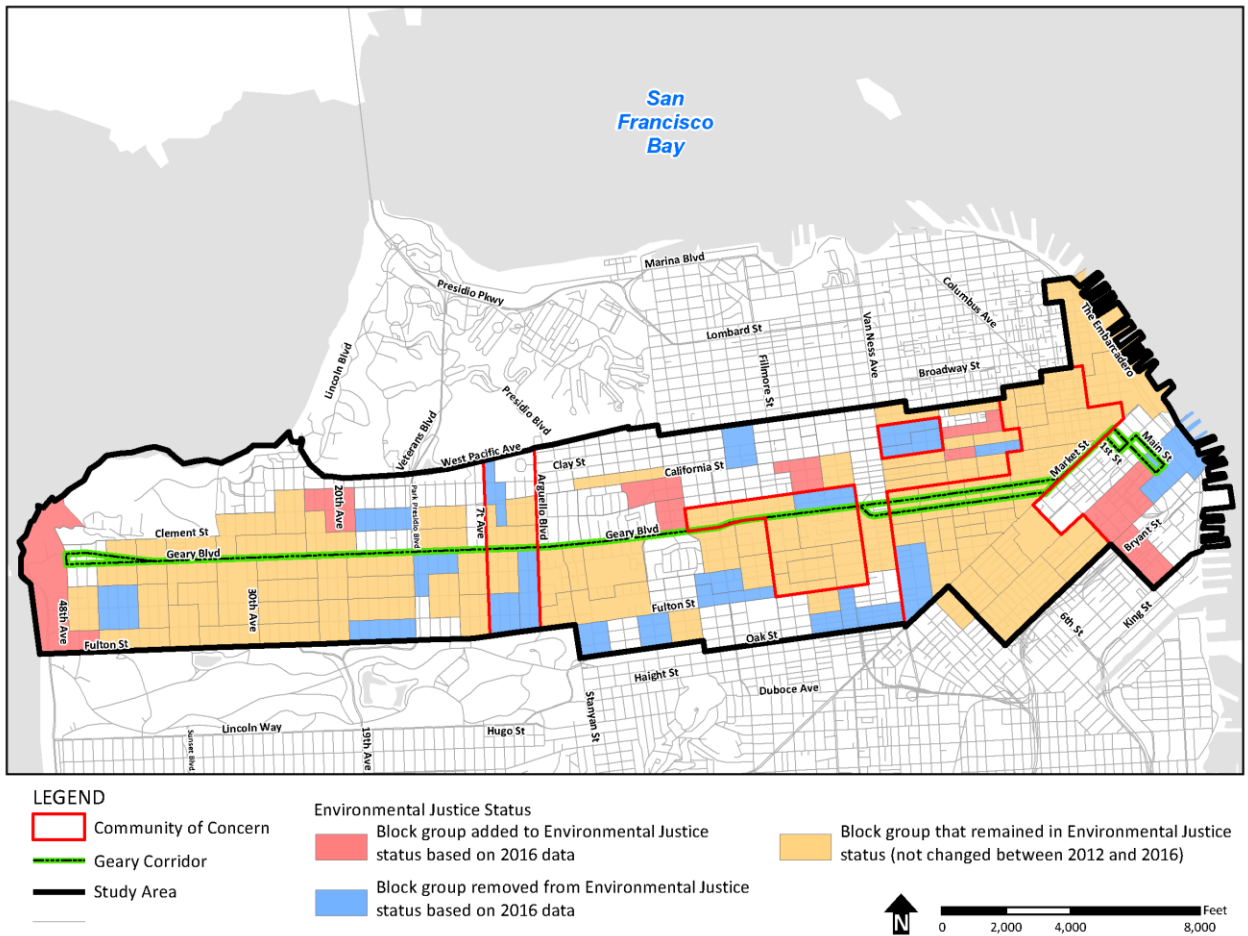 San
Francisco
Bay
Marina Blvd
Presidio Pkwy
Columbus Ave
The Embarcadero
Lombard St
Van Ness Ave
Lincoln Blvd
Fillmore St
Broadway St
Presidio Blvd
Veterans Blvd
West Pacific Ave
Clay St
California St
Market St
1st St
Main St
20th Ave
Park Presidio Blvd
7t Ave
Arguello Blvd
Clement St
Geary Blvd
Geary Blvd
Bryant St
48th Ave
30th Ave
Fulton St
Fulton St
Oak St
6th St
King St
Haight St
Duboce Ave
Stanyan St
Lincoln Way
Hugo St
Sunset Blvd
19th Ave
LEGEND
Community of Concern
Geary Corridor
Study Area
Environmental Justice Status
Block group added to Environmental Justice
status based on 2016 data
Block group removed from Environmental Justice
status based on 2016 data
Block group that remained in Environmental Justice
status (not changed between 2012 and 2016)
N
Feet
0 2,000 4,000 8,000